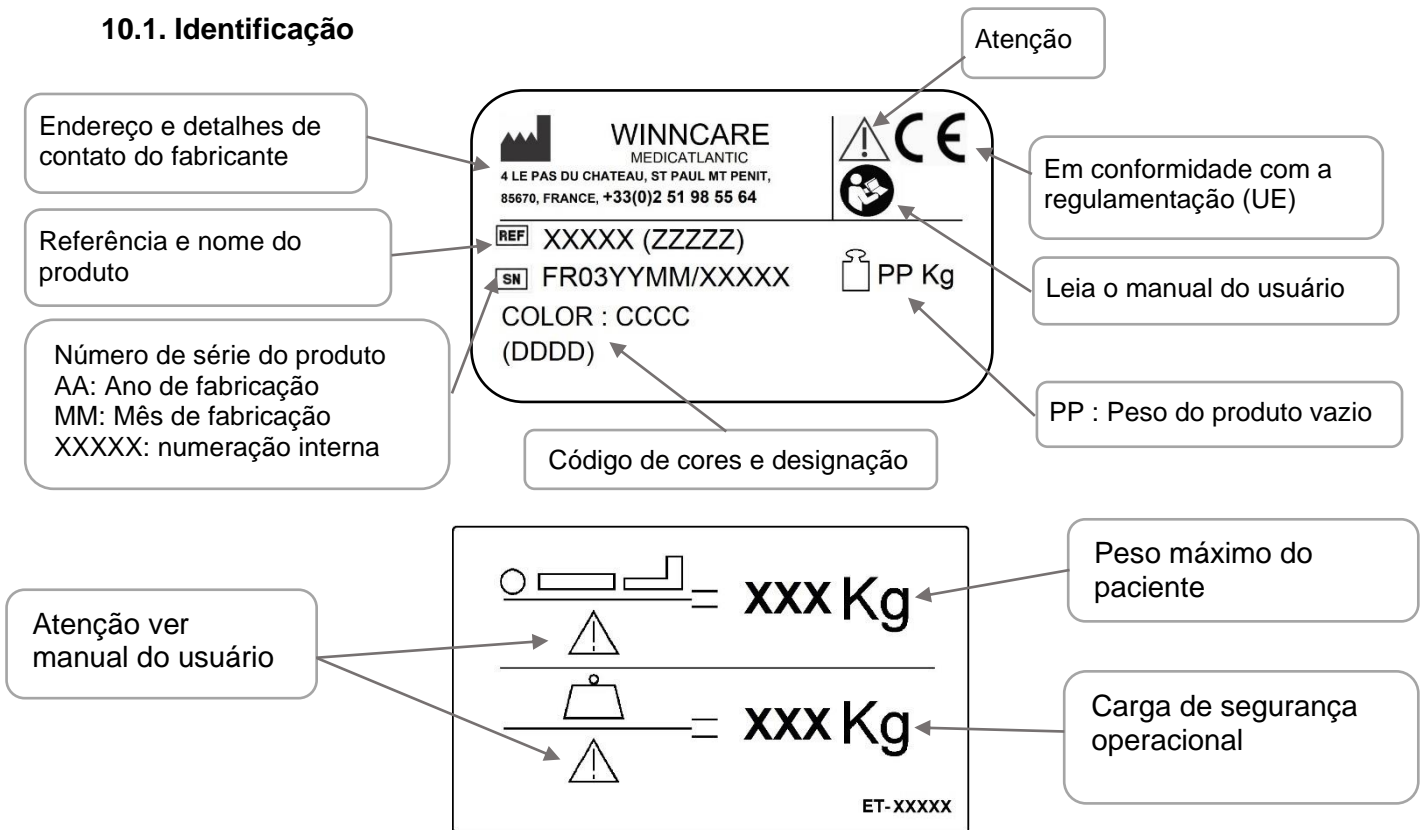 10.1. Identificação
Atenção
Endereço e detalhes de
contato do fabricante
WINNCARE
MEDICATLANTIC
4 LE PAS DU CHATEAU, ST PAUL MT PENIT,
85670, FRANCE, +33(0)2 51 98 55 64
CE
Em conformidade com a
regulamentação (UE)
Referência e nome do
produto
REF XXXXX (ZZZZZ)
SN FR03YYMM/XXXXX
PP Kg
COLOR : CCCC
(DDDD)
Leia o manual do usuário
Número de série do produto
AA: Ano de fabricação
MM: Mês de fabricação
XXXXX: numeração interna
PP : Peso do produto vazio
Código de cores e designação
= XXX Kg
Peso máximo do
paciente
Atenção ver
manual do usuário
= XXX Kg
Carga de segurança
operacional
ET-XXXXX